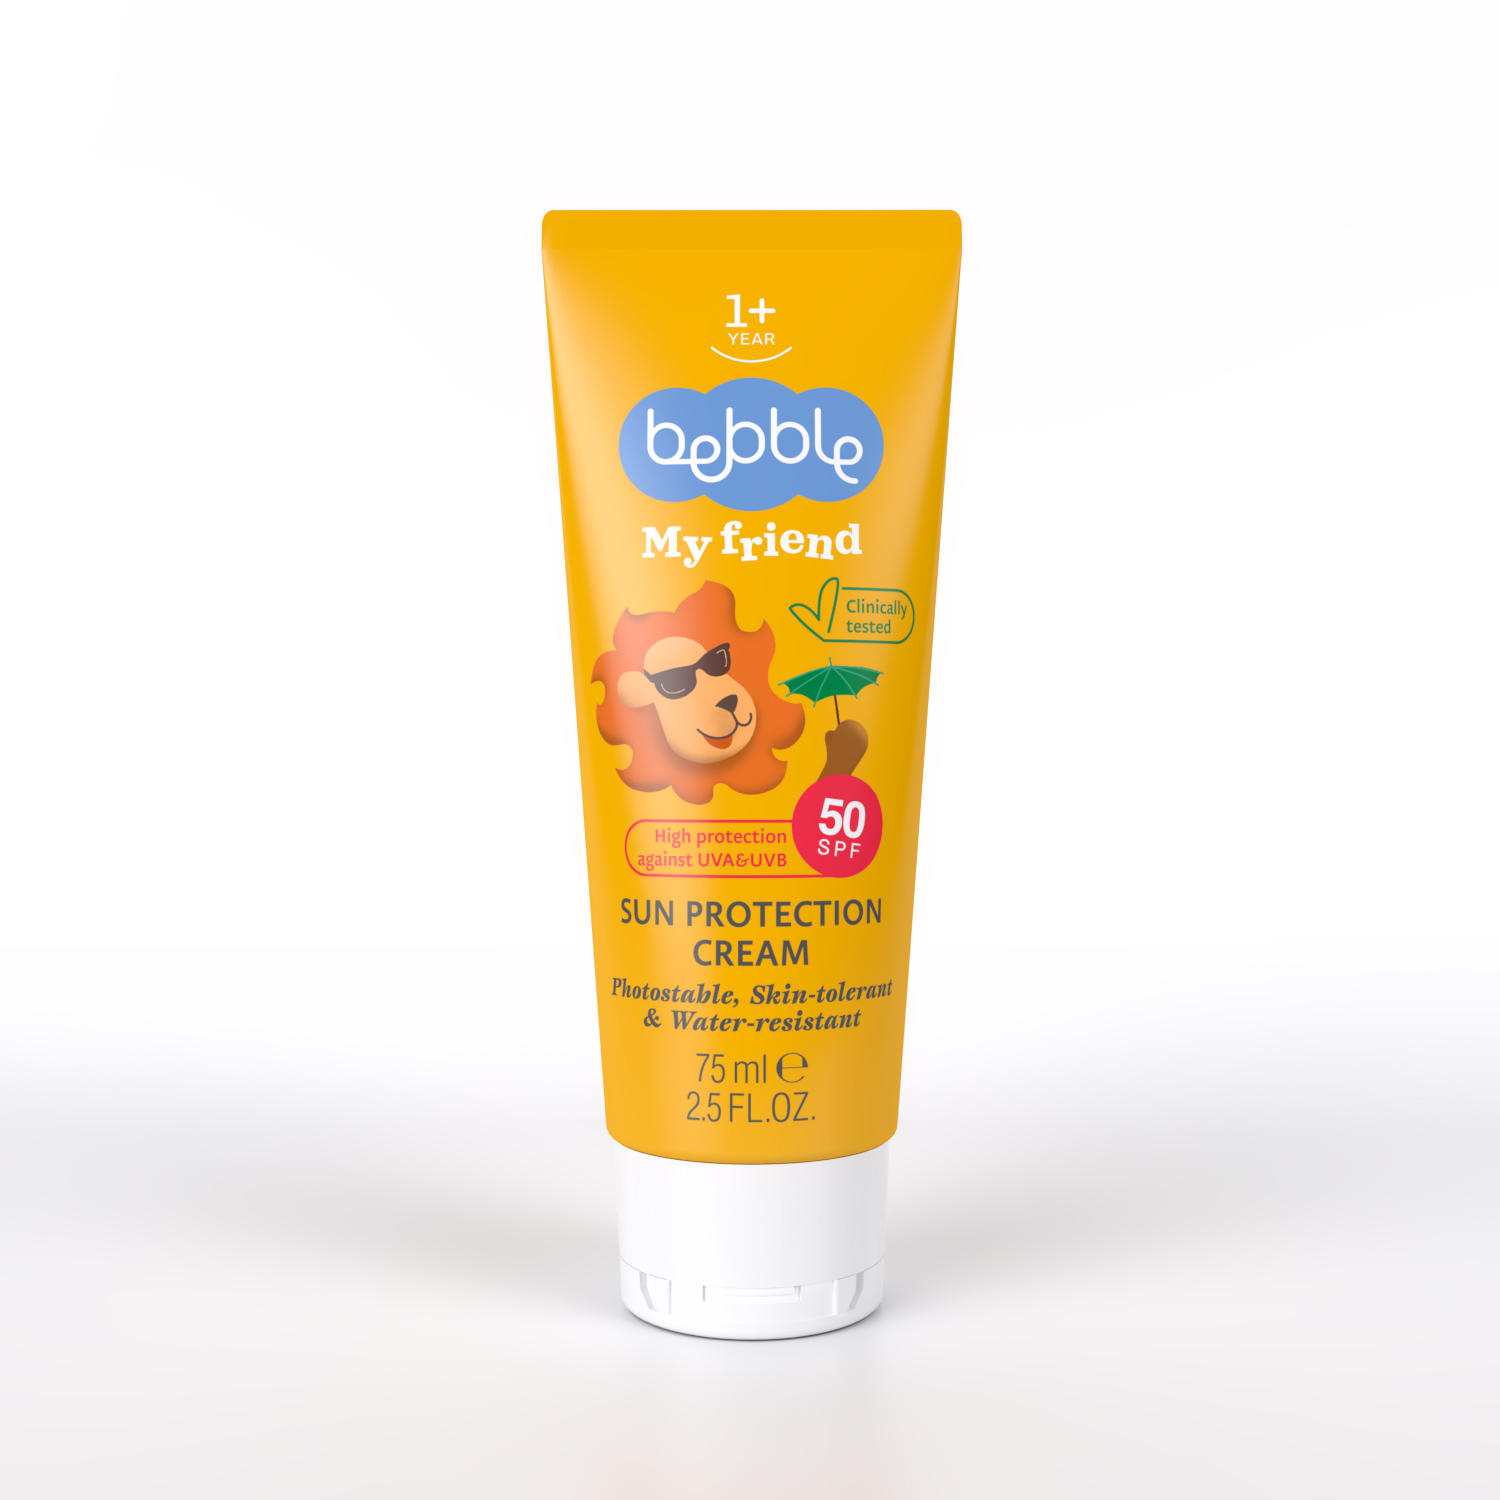 1+
YEAR
bebble
My friend
Clinically
tested
50
SPF
High protection
against UVA&UVB
SUN PROTECTION
CREAM
Photostable, Skin-tolerant
& Water-resistant
75 ml ℮
2.5 FL.OZ.